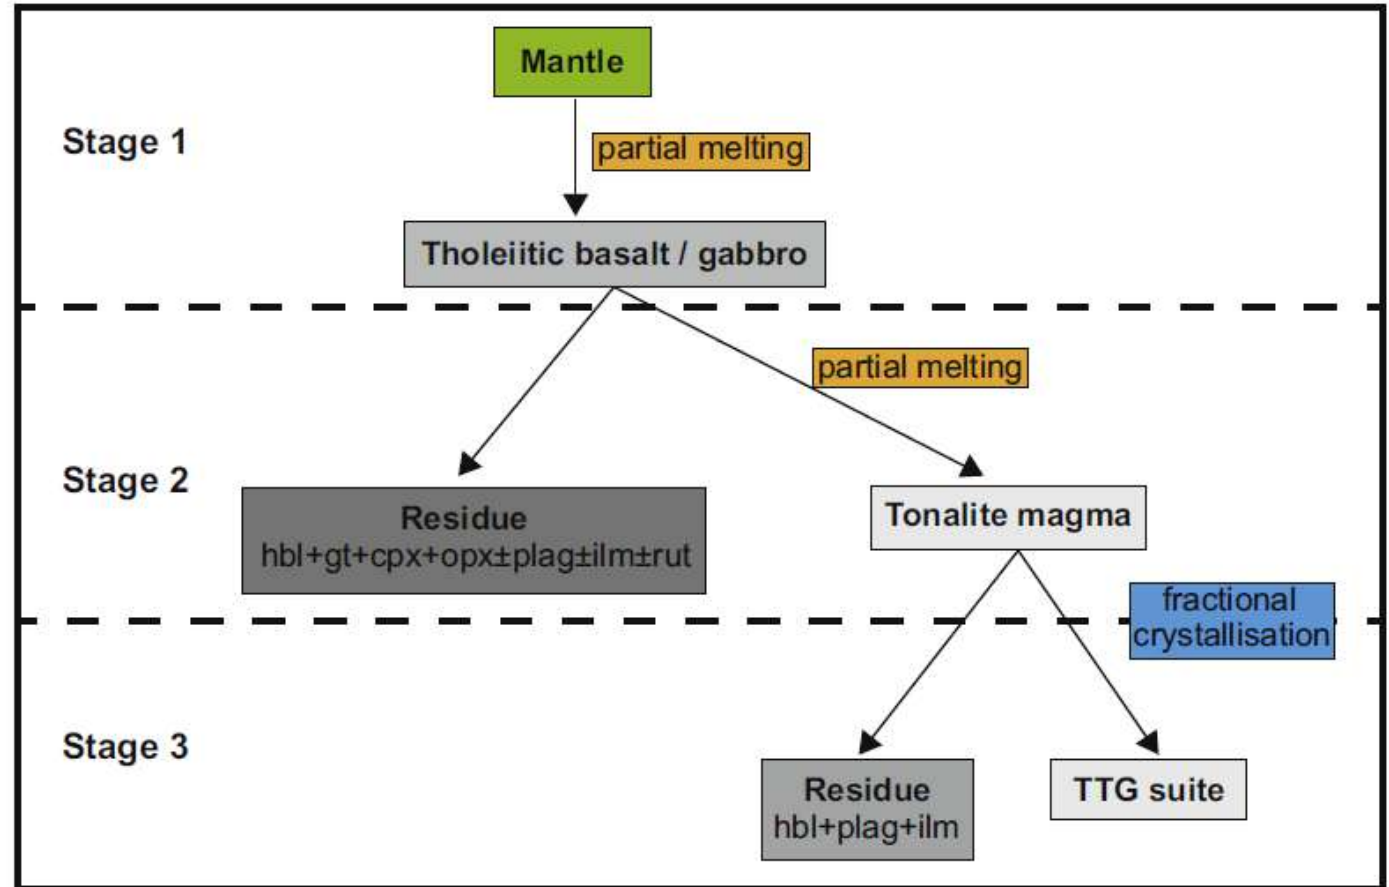 Mantle
Stage 1
partial melting
Tholeiitic basalt / gabbro
partial melting
Stage 2
Residue
hbl+gt+cpx+opx±plag±ilm±rut
Tonalite magma
fractional
crystallisation
Stage 3
Residue
hbl+plag+ilm
TTG suite